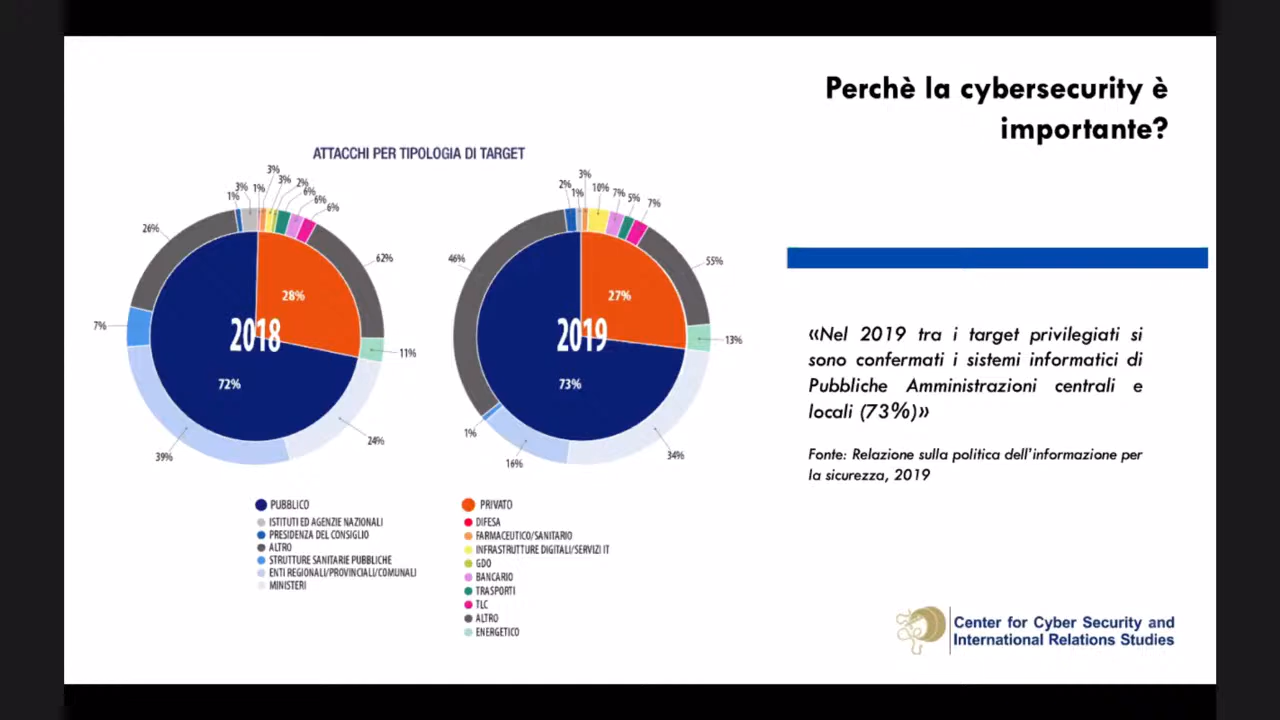 Perchè la cybersecurity è
importante?
ATTACCHI PER TIPOLOGIA DI TARGET
1%
3%
1%
3%
3%
2%
6%
6%
6%
26%
62%
28%
2018
7%
11%
72%
24%
39%
2%
1%
3%
10%
7%
5%
7%
46%
55%
27%
2019
13%
73%
1%
34%
16%
«Nel 2019 tra i target privilegiati si
sono confermati i sistemi informatici di
Pubbliche Amministrazioni centrali e
locali (73%)»
Fonte: Relazione sulla politica dell'informazione per
la sicurezza, 2019
PUBBLICO
ISTITUTI ED AGENZIE NAZIONALI
PRESIDENZA DEL CONSIGLIO
ALTRO
STRUTTURE SANITARIE PUBBLICHE
ENTI REGIONALI/PROVINCIALI/COMUNALI
MINISTERI
PRIVATO
DIFESA
FARMACEUTICO/SANITARIO
INFRASTRUTTURE DIGITALI/SERVIZI IT
GDO
BANCARIO
TRASPORTI
TLC
ALTRO
ENERGETICO
Center for Cyber Security and
International Relations Studies